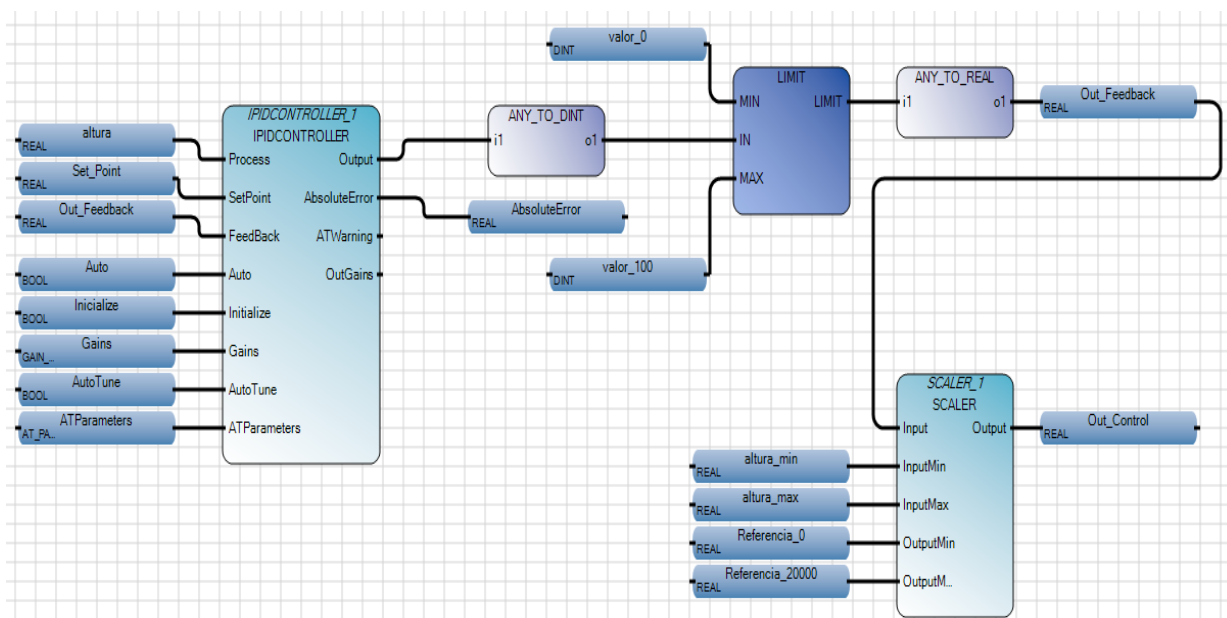 valor_0
DINT
LIMIT
MIN
LIMIT
IN
MAX
ANY_TO_REAL
i1
o1
Out_Feedback
REAL
IPIDCONTROLLER_1
IPIDCONTROLLER
Process
Output
SetPoint
AbsoluteError
FeedBack
ATWarning
Auto
OutGains
Initialize
Gains
AutoTune
ATParameters
altura
REAL
Set_Point
REAL
Out_Feedback
REAL
Auto
BOOL
Inicialize
BOOL
Gains
GAIN_...
AutoTune
BOOL
ATParameters
AT_PA...
ANY_TO_DINT
i1
o1
AbsoluteError
REAL
valor_100
DINT
SCALER_1
SCALER
Input
Output
InputMin
InputMax
OutputMin
OutputM...
Out_Control
REAL
altura_min
REAL
altura_max
REAL
Referencia_0
REAL
Referencia_20000
REAL